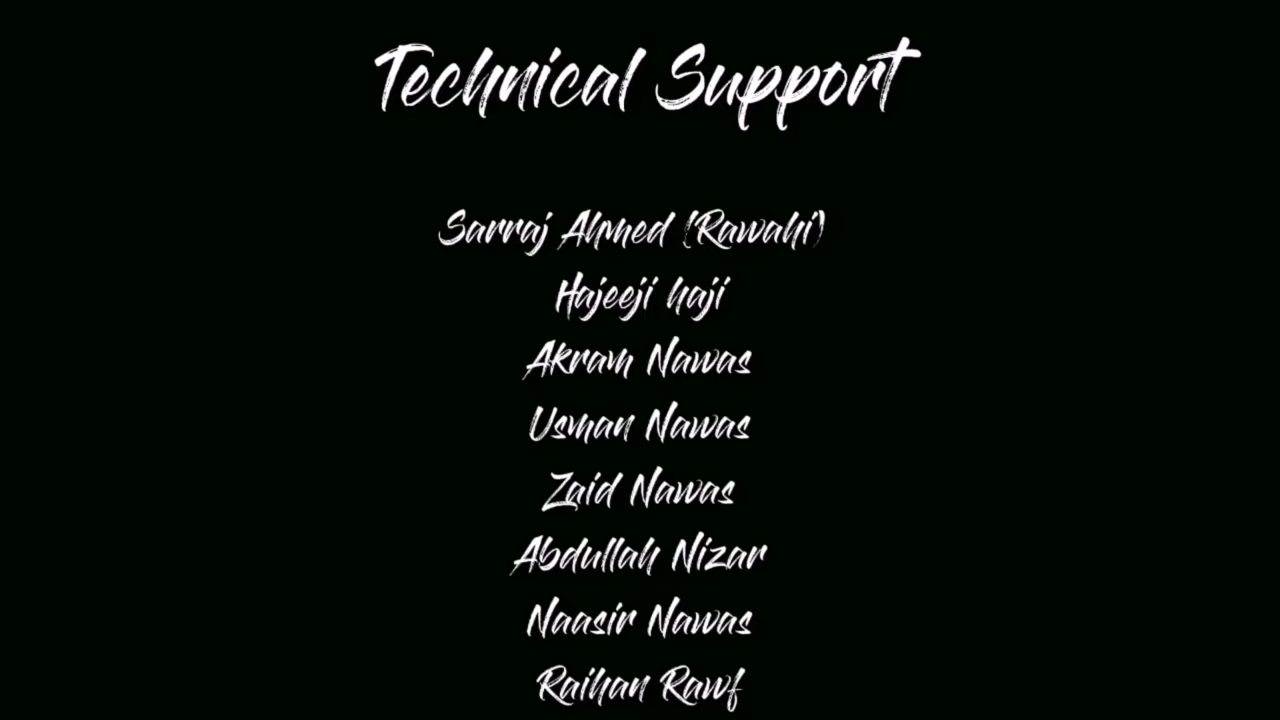 Technical Support
Sarraj Ahmed (Rawahi)
Hajeeji haji
Akram Nawas
Usman Nawas
Zaid Nawas
Abdullah Nizar
Naasir Nawas
Raihan Rawf